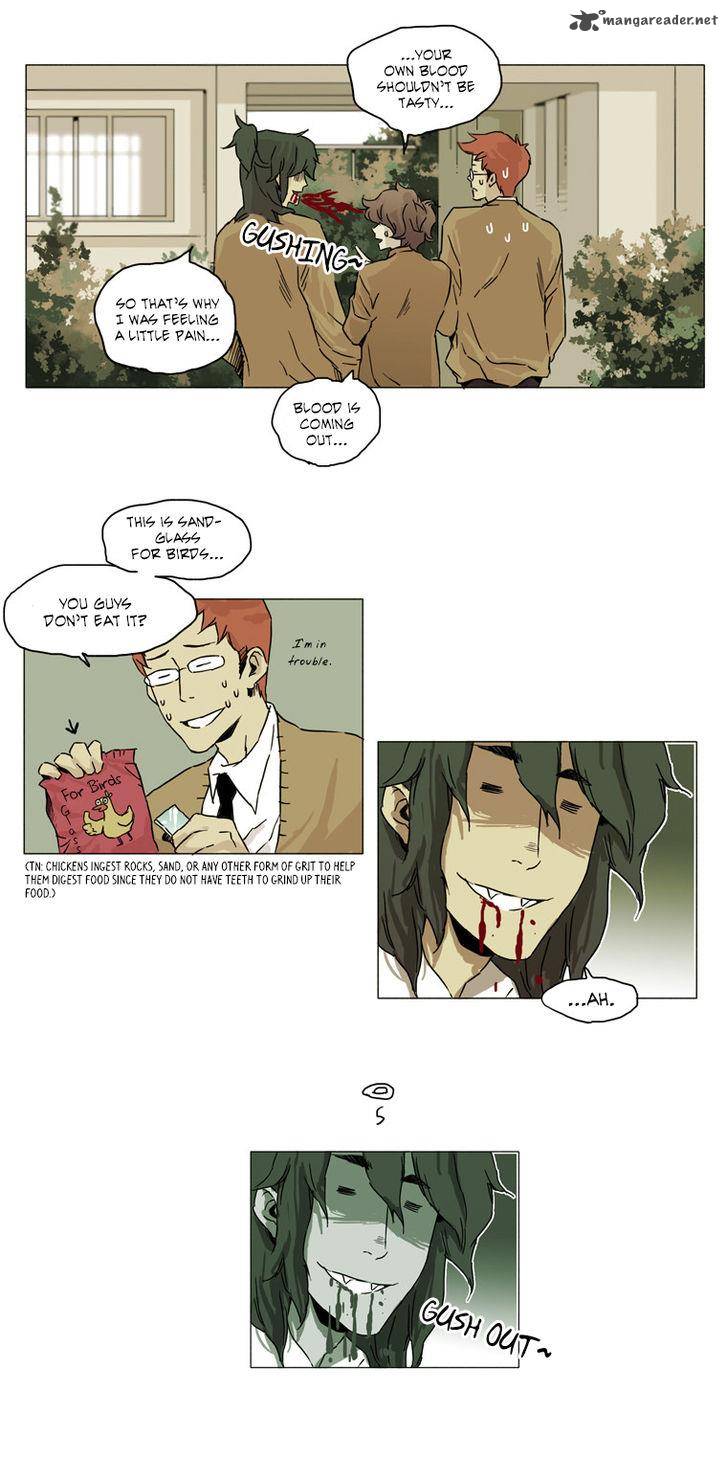 mangareader.net
...YOUR
OWN BLOOD
SHOULDN'T BE
TASTY...
GUSHING~
SO THAT'S WHY
I WAS FEELING
A LITTLE PAIN...
BLOOD IS
COMING
OUT...
THIS IS SAND-
GLASS
FOR BIRDS...
YOU GUYS
DON'T EAT IT?
I'm in
trouble.
For Birds
Glass
(TN: CHICKENS INGEST ROCKS, SAND, OR ANY OTHER FORM OF GRIT TO HELP
THEM DIGEST FOOD SINCE THEY DO NOT HAVE TEETH TO GRIND UP THEIR
FOOD.)
...AH.
GUSH OUT~